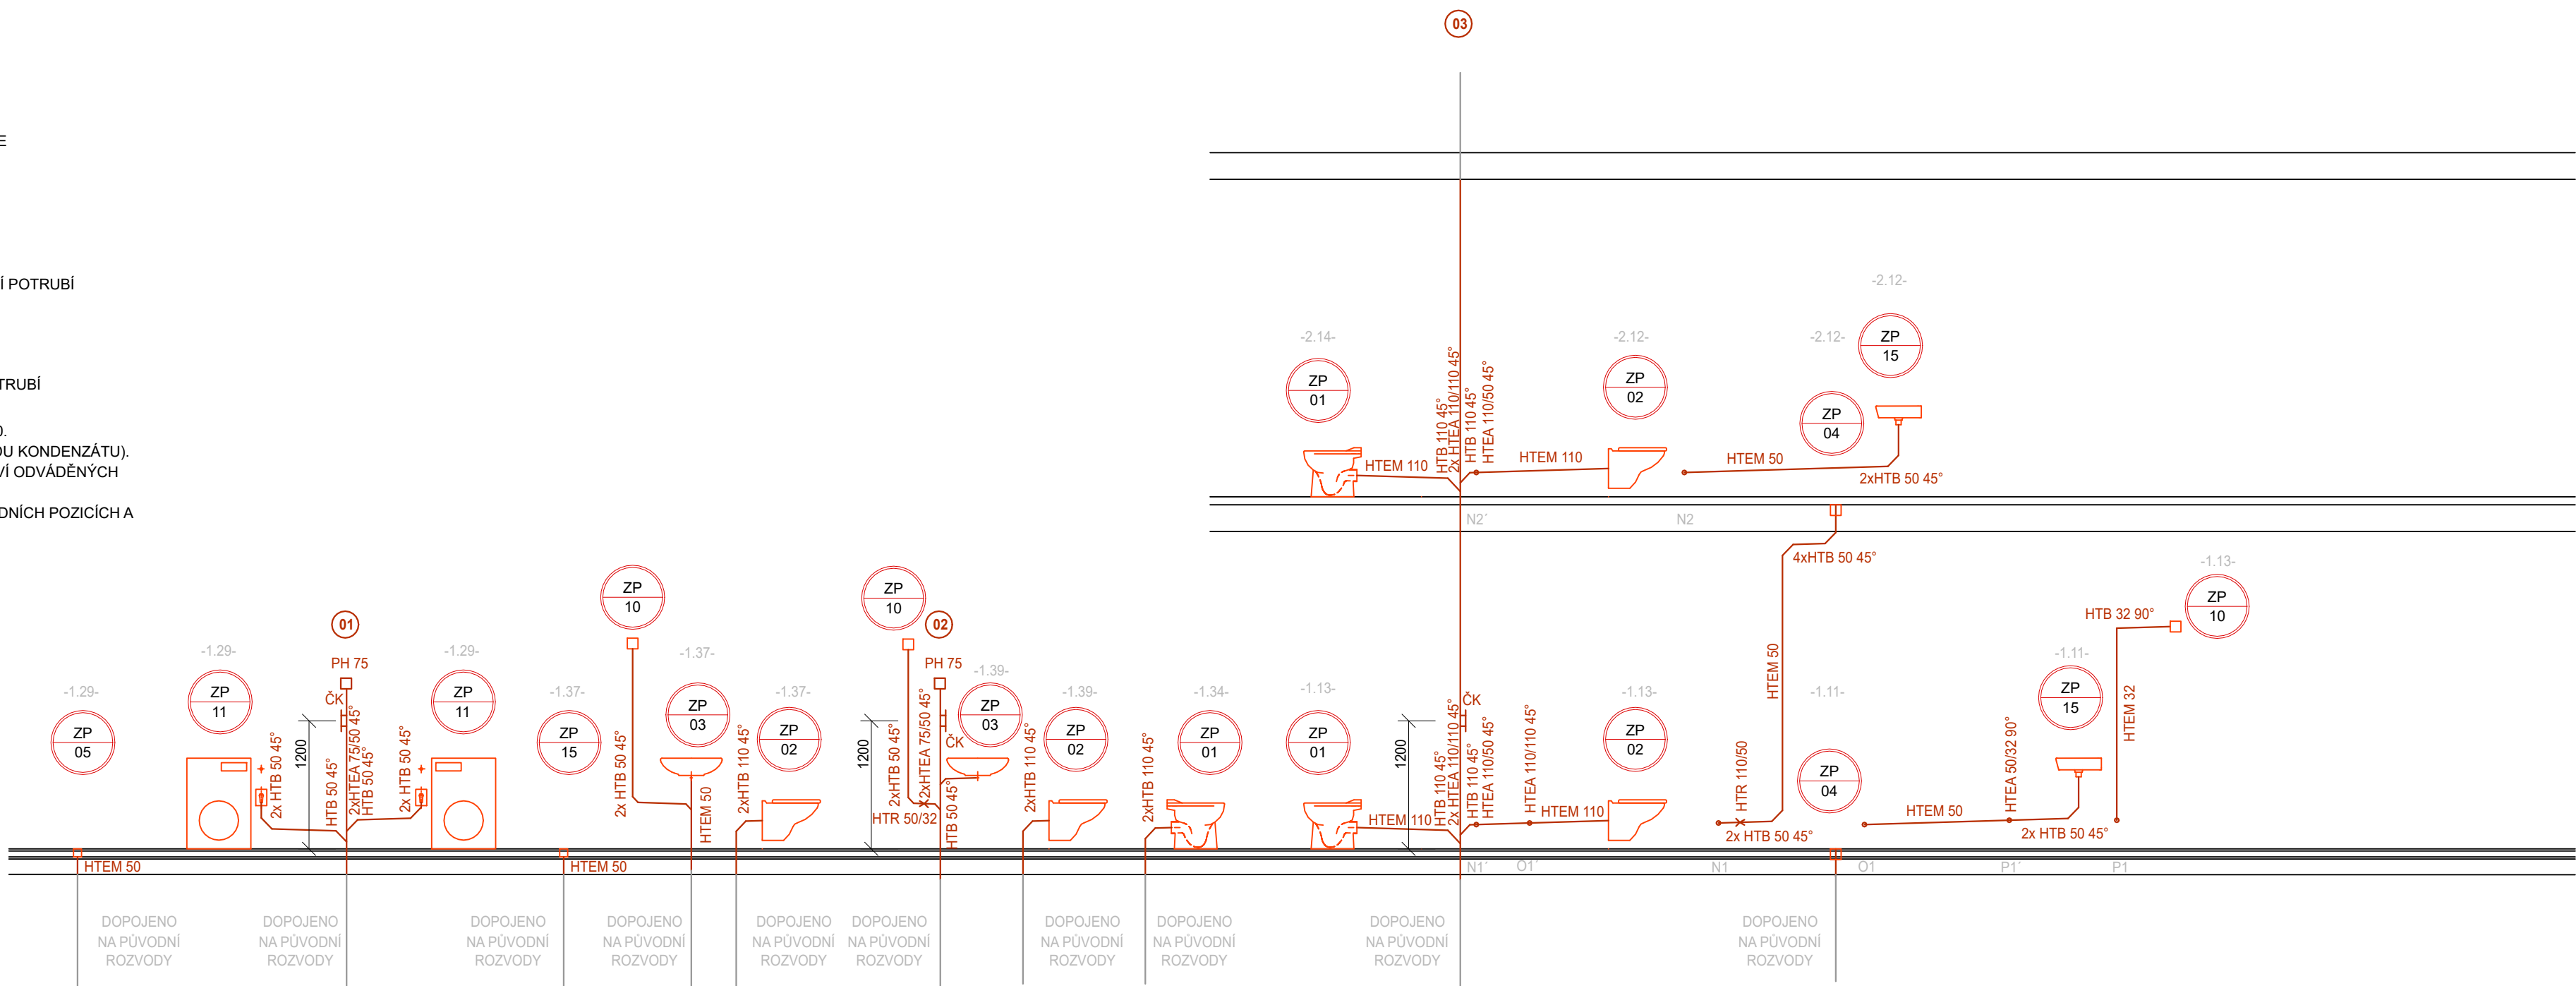 03
E
Í POTRUBÍ
TRUBÍ
0.
OU KONDENZÁTU).
VÍ ODVÁDĚNÝCH
DNÍCH POZICÍCH A
-2.12-
-2.14-
-2.12-
-2.12-
ZP
15
ZP
01
ZP
02
ZP
04
HTEM 110
HTB 110 45°
2x HTEA 110/110 45°
HTB 110 45°
HTEA 110/50 45°
HTEM 110
HTEM 50
2xHTB 50 45°
N2´
N2
4xHTB 50 45°
HTEM 50
-1.13-
ZP
10
HTB 32 90°
HTEM 32
-1.29-
ZP
05
HTEM 50
-1.29-
ZP
11
2x HTB 50 45°
1200
01
PH 75
ČK
HTB 50 45°
2xHTEA 75/50 45°
HTB 50 45°
2x HTB 50 45°
-1.29-
ZP
11
-1.37-
ZP
15
HTEM 50
ZP
10
2x HTB 50 45°
-1.37-
ZP
03
HTEM 50
2xHTB 110 45°
-1.37-
ZP
02
ZP
10
1200
2xHTB 50 45°
HTR 50/32
02
PH 75
2xHTEA 75/50 45°
ČK
HTB 50 45°
-1.39-
ZP
03
2xHTB 110 45°
-1.39-
ZP
02
2xHTB 110 45°
-1.34-
ZP
01
-1.13-
ZP
01
HTEM 110
1200
ČK
HTB 110 45°
2x HTEA 110/110 45°
HTB 110 45°
HTEA 110/50 45°
HTEA 110/110 45°
HTEM 110
-1.13-
ZP
02
HTR 110/50
2x HTB 50 45°
-1.11-
ZP
04
HTEM 50
HTEA 50/32 90°
-1.11-
ZP
15
2x HTB 50 45°
N1´
O1´
N1
O1
P1´
P1
DOPOJENO
NA PŮVODNÍ
ROZVODY
DOPOJENO
NA PŮVODNÍ
ROZVODY
DOPOJENO
NA PŮVODNÍ
ROZVODY
DOPOJENO
NA PŮVODNÍ
ROZVODY
DOPOJENO
NA PŮVODNÍ
ROZVODY
DOPOJENO
NA PŮVODNÍ
ROZVODY
DOPOJENO
NA PŮVODNÍ
ROZVODY
DOPOJENO
NA PŮVODNÍ
ROZVODY
DOPOJENO
NA PŮVODNÍ
ROZVODY
DOPOJENO
NA PŮVODNÍ
ROZVODY